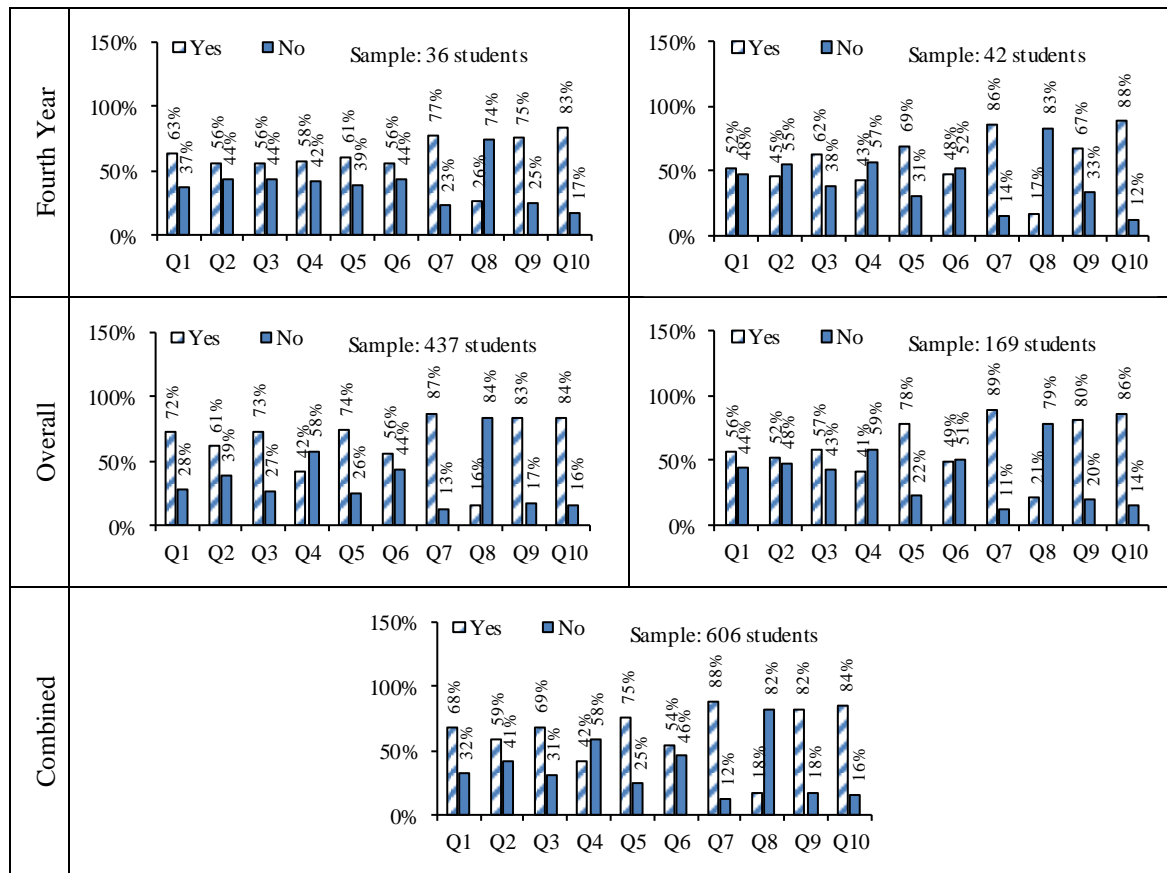 Fourth Year
150%
100%
50%
0%
Yes No
Sample: 36 students
63% 37% 56% 44% 56% 44% 58% 42% 61% 39% 56% 44% 77% 23% 26% 74% 75% 25% 83% 17%
Q1 Q2 Q3 Q4 Q5 Q6 Q7 Q8 Q9 Q10
150%
100%
50%
0%
Yes No
Sample: 42 students
52% 48% 45% 55% 62% 38% 43% 57% 69% 31% 48% 52% 86% 14% 17% 83% 67% 33% 88% 12%
Q1 Q2 Q3 Q4 Q5 Q6 Q7 Q8 Q9 Q10
Overall
150%
100%
50%
0%
Yes No
Sample: 437 students
72% 28% 61% 39% 73% 27% 42% 58% 74% 26% 56% 44% 87% 13% 16% 84% 83% 17% 84% 16%
Q1 Q2 Q3 Q4 Q5 Q6 Q7 Q8 Q9 Q10
150%
100%
50%
0%
Yes No
Sample: 169 students
56% 44% 52% 48% 57% 43% 41% 59% 78% 22% 49% 51% 89% 11% 21% 79% 80% 20% 86% 14%
Q1 Q2 Q3 Q4 Q5 Q6 Q7 Q8 Q9 Q10
Combined
150%
100%
50%
0%
Yes No
Sample: 606 students
68% 32% 59% 41% 69% 31% 42% 58% 75% 25% 54% 46% 88% 12% 18% 82% 82% 18% 84% 16%
Q1 Q2 Q3 Q4 Q5 Q6 Q7 Q8 Q9 Q10